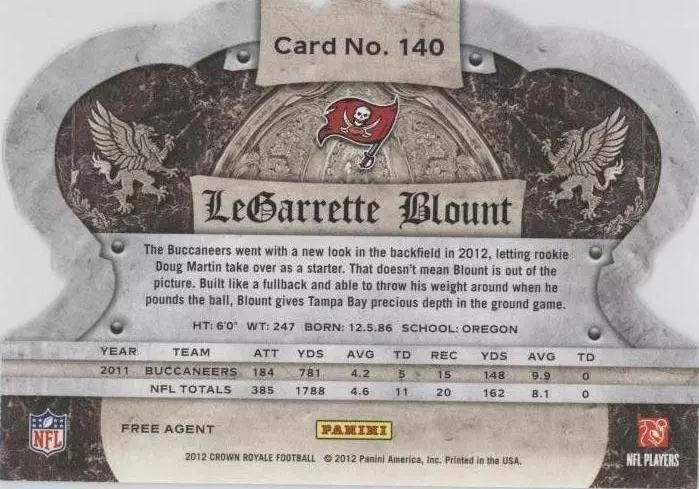 Card No. 140
LeGarrette Blount
The Buccaneers went with a new look in the backfield in 2012, letting rookie
Doug Martin take over as a starter. That doesn't mean Blount is out of the
picture. Built like a fullback and able to throw his weight around when he
pounds the ball, Blount gives Tampa Bay precious depth in the ground game.
HT: 6'0" WT: 247 BORN: 12.5.86 SCHOOL: OREGON
YEAR TEAM ATT YDS AVG TD REC YDS AVG TD
2011 BUCCANEERS 184 781 4.2 5 15 148 9.9 0
NFL TOTALS 385 1788 4.6 11 20 162 8.1 0
NFL
FREE AGENT
PANINI
NFL PLAYERS
2012 CROWN ROYALE FOOTBALL © 2012 Panini America, Inc. Printed in the USA.